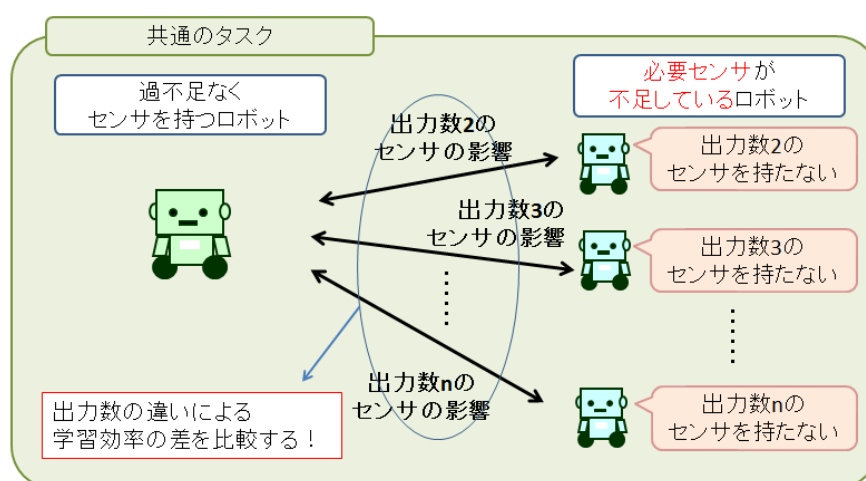 共通のタスク
過不足なく
センサを持つロボット
必要センサが
不足しているロボット
出力数2の
センサの影響
出力数2の
センサを持たない
出力数3の
センサの影響
出力数3の
センサを持たない
出力数nの
センサの影響
出力数nの
センサを持たない
出力数の違いによる
学習効率の差を比較する！